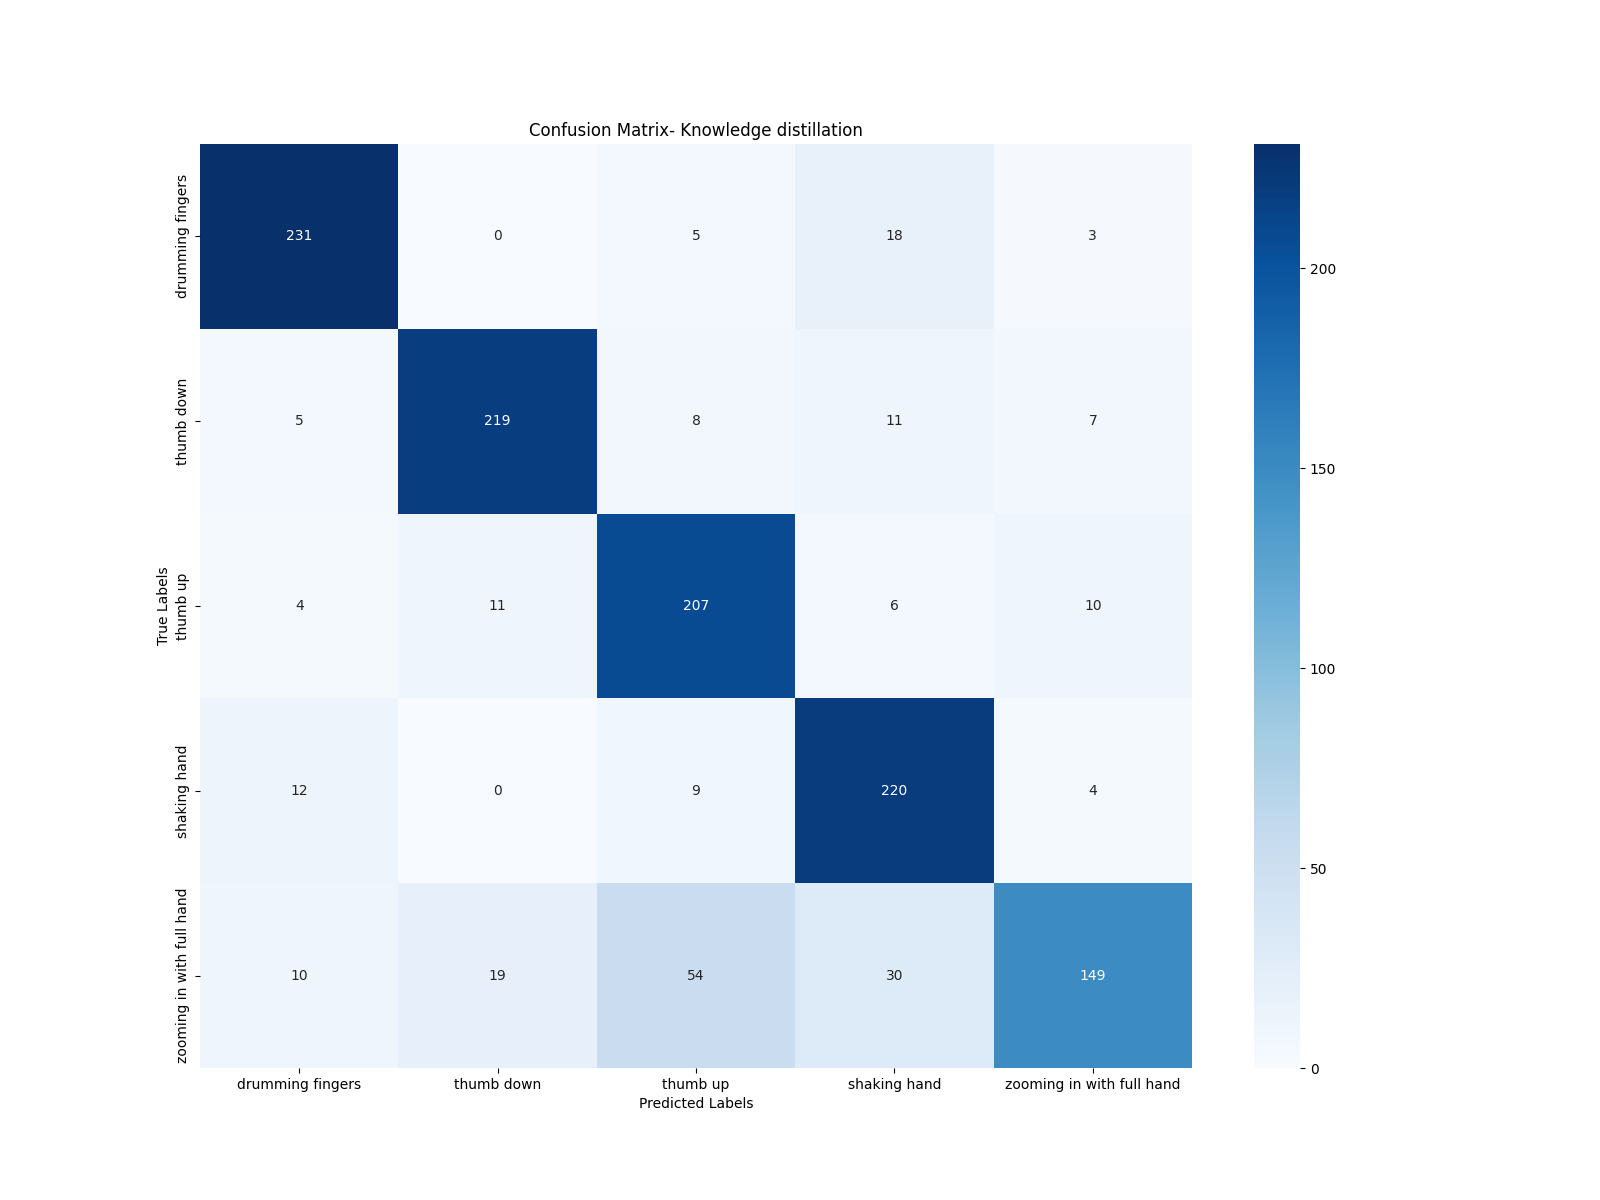 Confusion Matrix- Knowledge distillation
True Labels
drumming fingers
231 0 5 18 3
thumb down
5 219 8 11 7
thumb up
4 11 207 6 10
shaking hand
12 0 9 220 4
zooming in with full hand
10 19 54 30 149
drumming fingers thumb down thumb up shaking hand zooming in with full hand
Predicted Labels
200
150
100
50
0